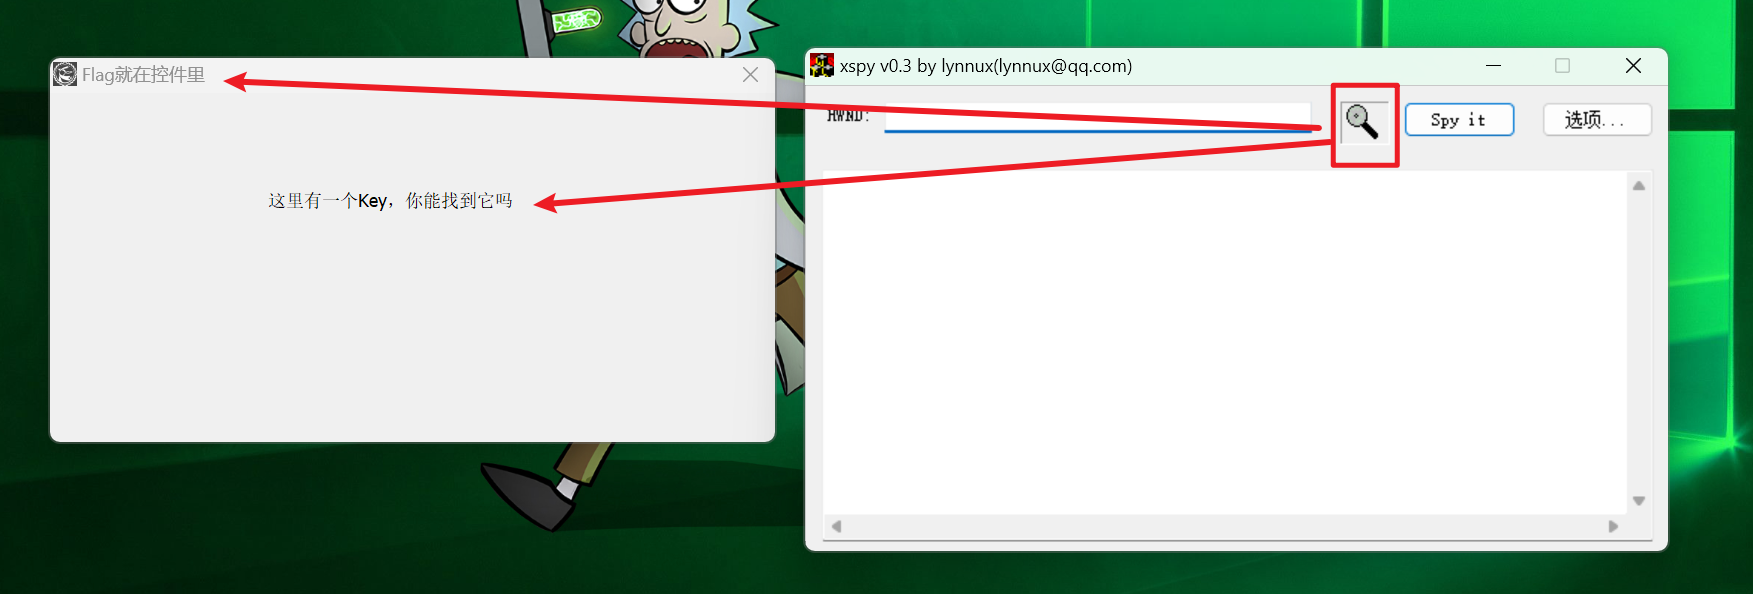 Flag就在控件里
这里有一个Key，你能找到它吗
xspy v0.3 by lynnux(lynnux@qq.com)
HWND:
Spy it
选项...